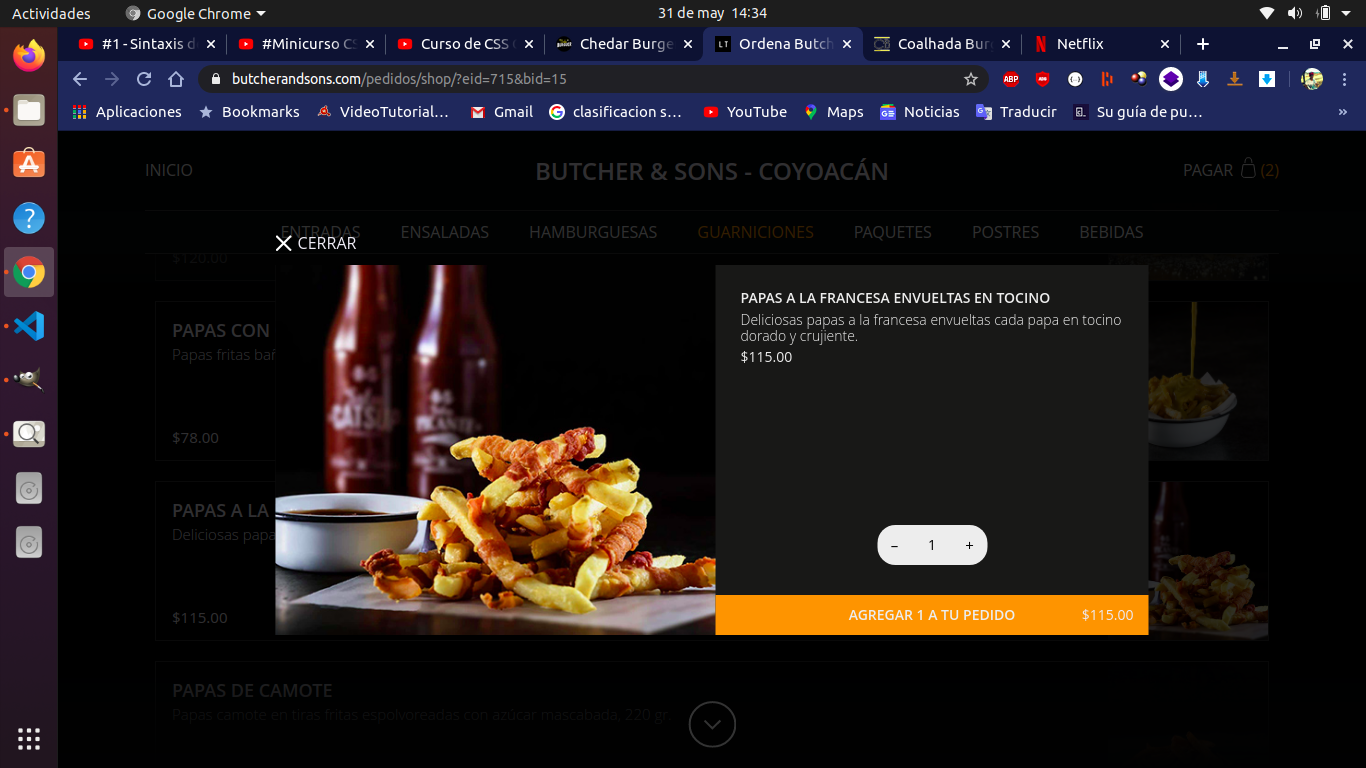 Actividades
Google Chrome
31 de may 14:34
#1 - Sintaxis d
#Minicurso CS
Curso de CSS
Chedar Burge
LT
Ordena Butch
Coalhada Bur
Netflix
butcherandsons.com/pedidos/shop/?eid=715&bid=15
ABP
Aplicaciones
Bookmarks
VideoTutorial...
Gmail
clasificacion s...
YouTube
Maps
Noticias
Traducir
Su guía de pu...
»
INICIO
BUTCHER & SONS - COYOACÁN
PAGAR (2)
ENTRADAS
ENSALADAS
HAMBURGUESAS
GUARNICIONES
PAQUETES
POSTRES
BEBIDAS
CERRAR
$120.00
PAPAS CON
Papas fritas bañ
$78.00
PAPAS A LA
Deliciosas papa
$115.00
CATSUP
PICANTE
PAPAS A LA FRANCESA ENVUELTAS EN TOCINO
Deliciosas papas a la francesa envueltas cada papa en tocino
dorado y crujiente.
$115.00
– 1 +
AGREGAR 1 A TU PEDIDO $115.00
PAPAS DE CAMOTE
Papas camote en tiras fritas espolvoreadas con azúcar mascabada. 220 gr.